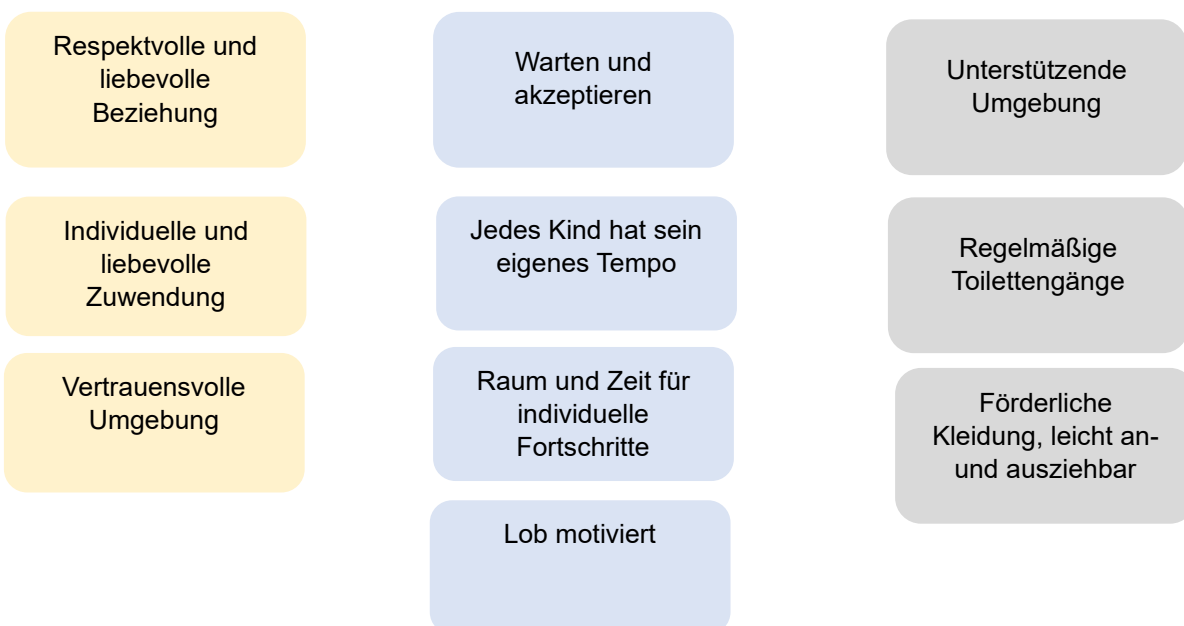 Respektvolle und
liebevolle
Beziehung
Individuelle und
liebevolle
Zuwendung
Vertrauensvolle
Umgebung
Warten und
akzeptieren
Jedes Kind hat sein
eigenes Tempo
Raum und Zeit für
individuelle
Fortschritte
Lob motiviert
Unterstützende
Umgebung
Regelmäßige
Toilettengänge
Förderliche
Kleidung, leicht an-
und ausziehbar